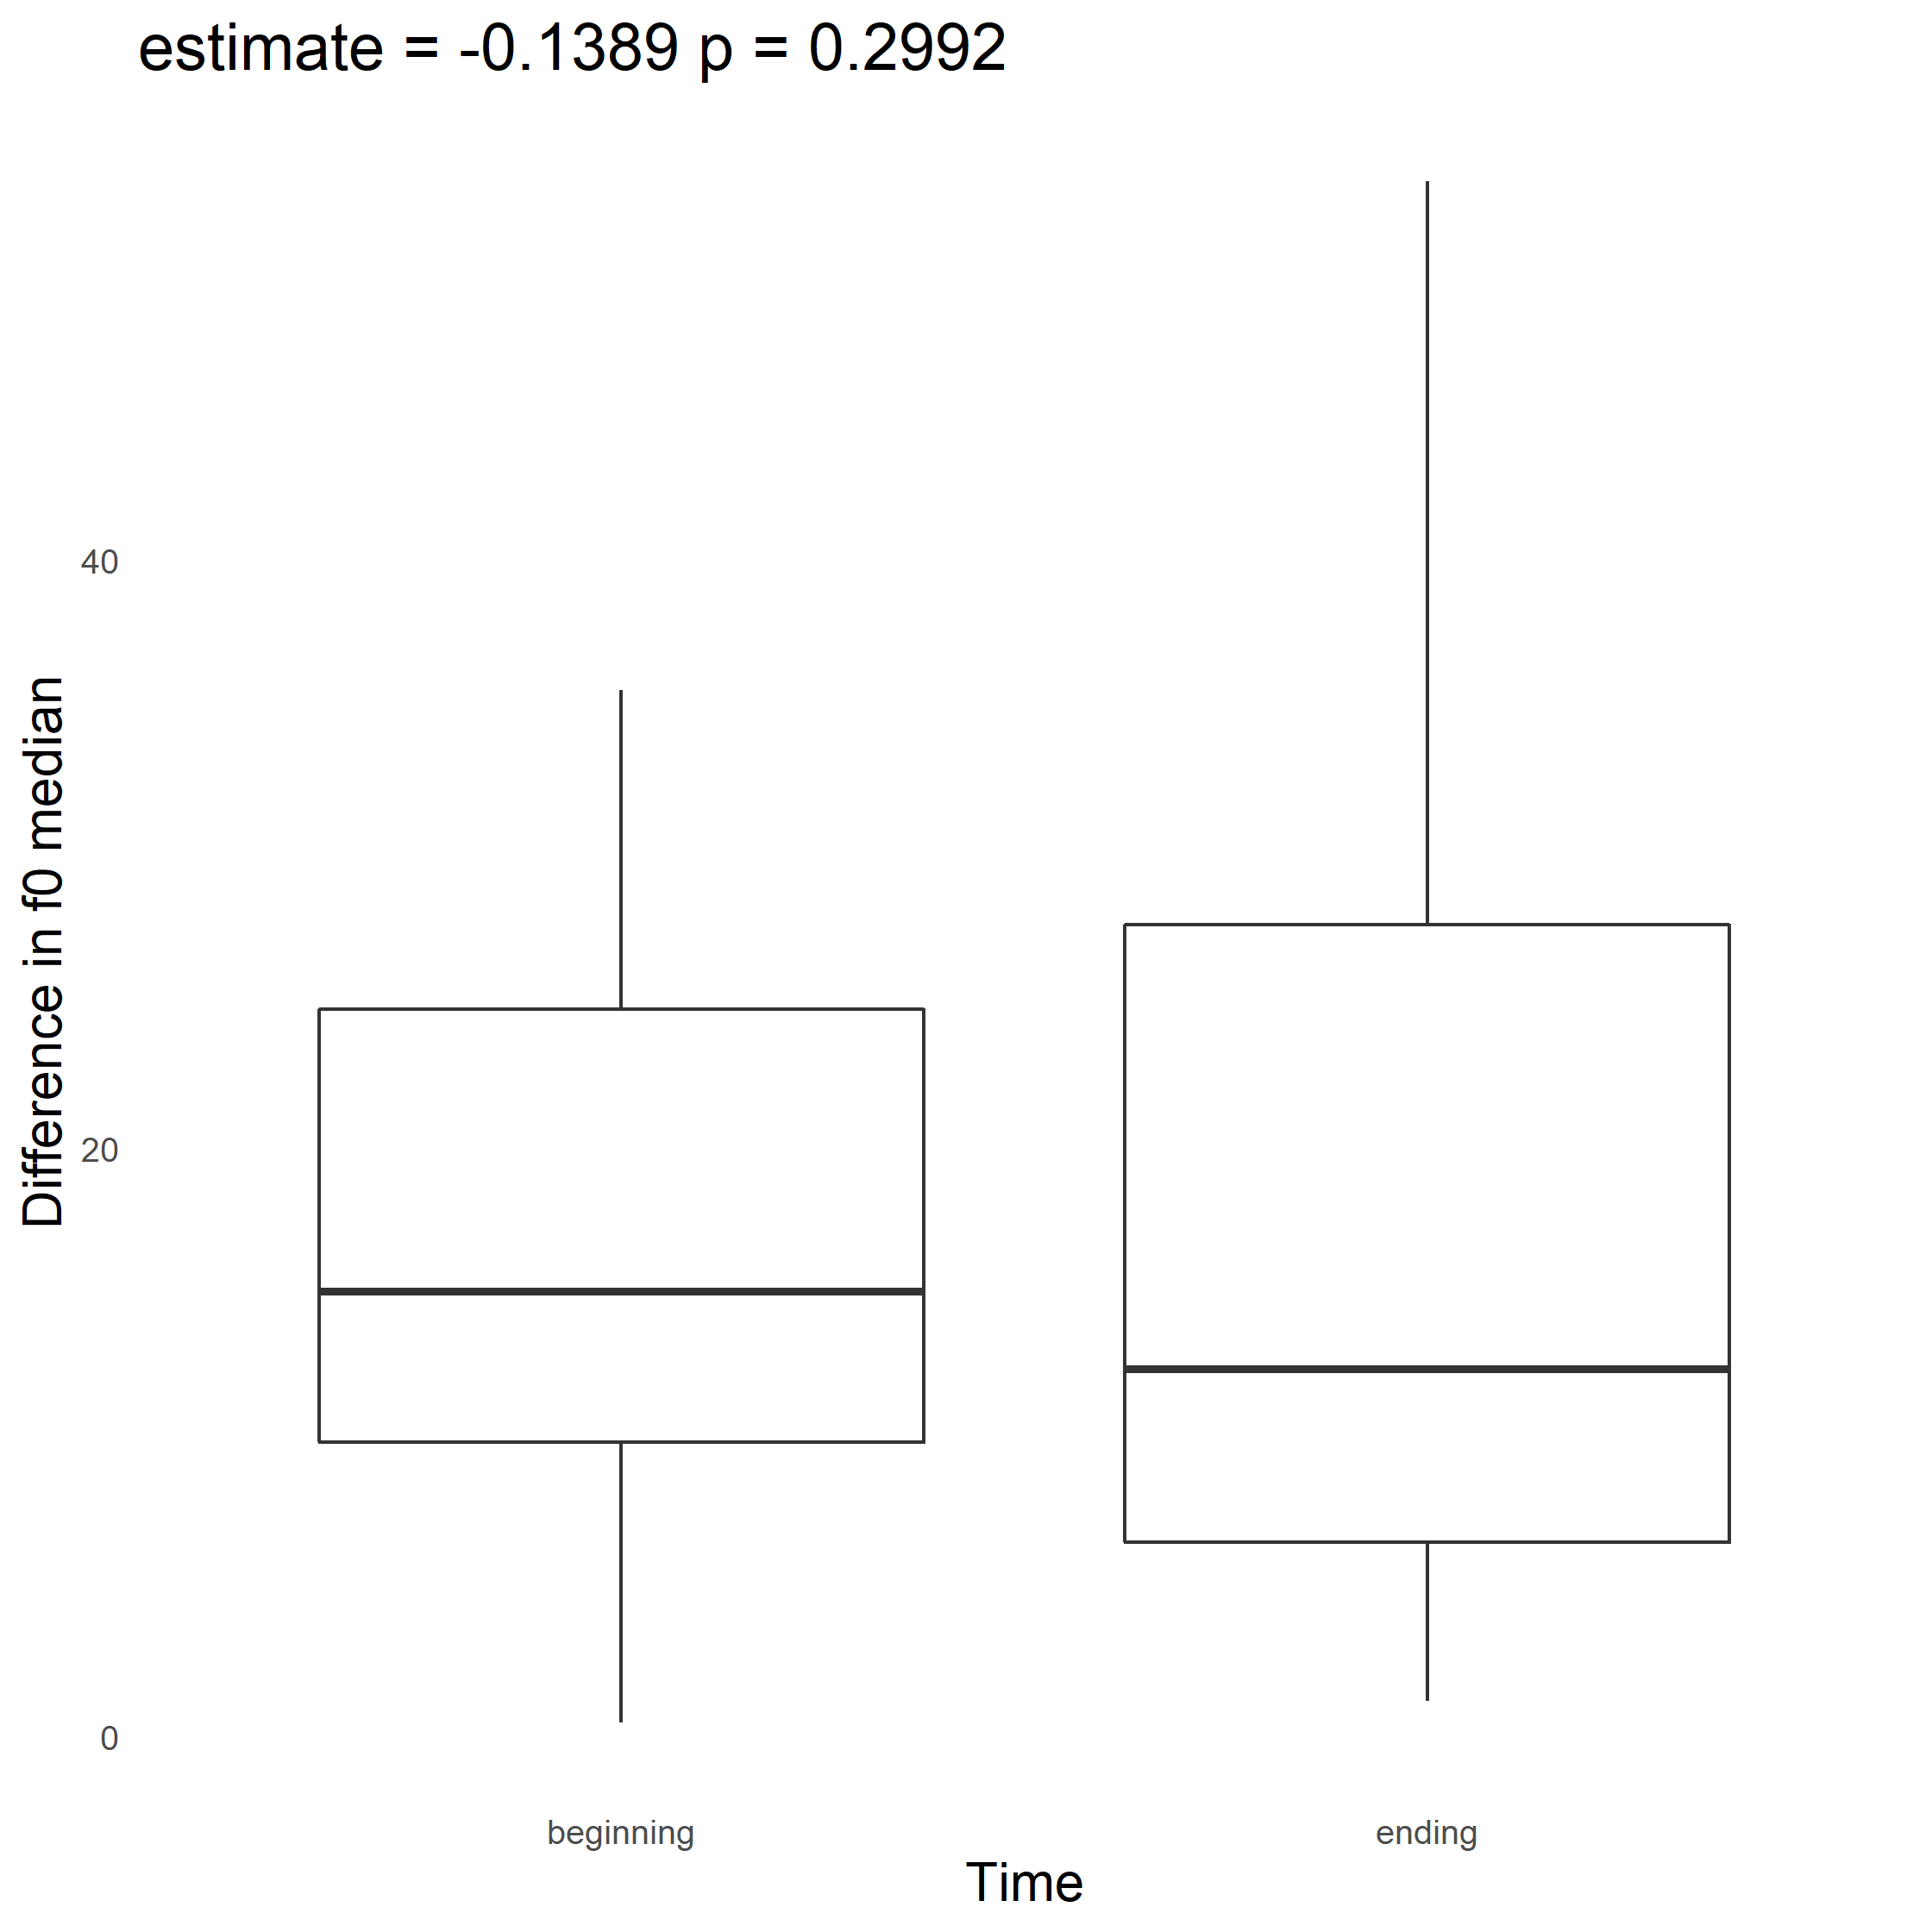 estimate = -0.1389 p = 0.2992
Difference in f0 median
40
20
0
beginning
ending
Time